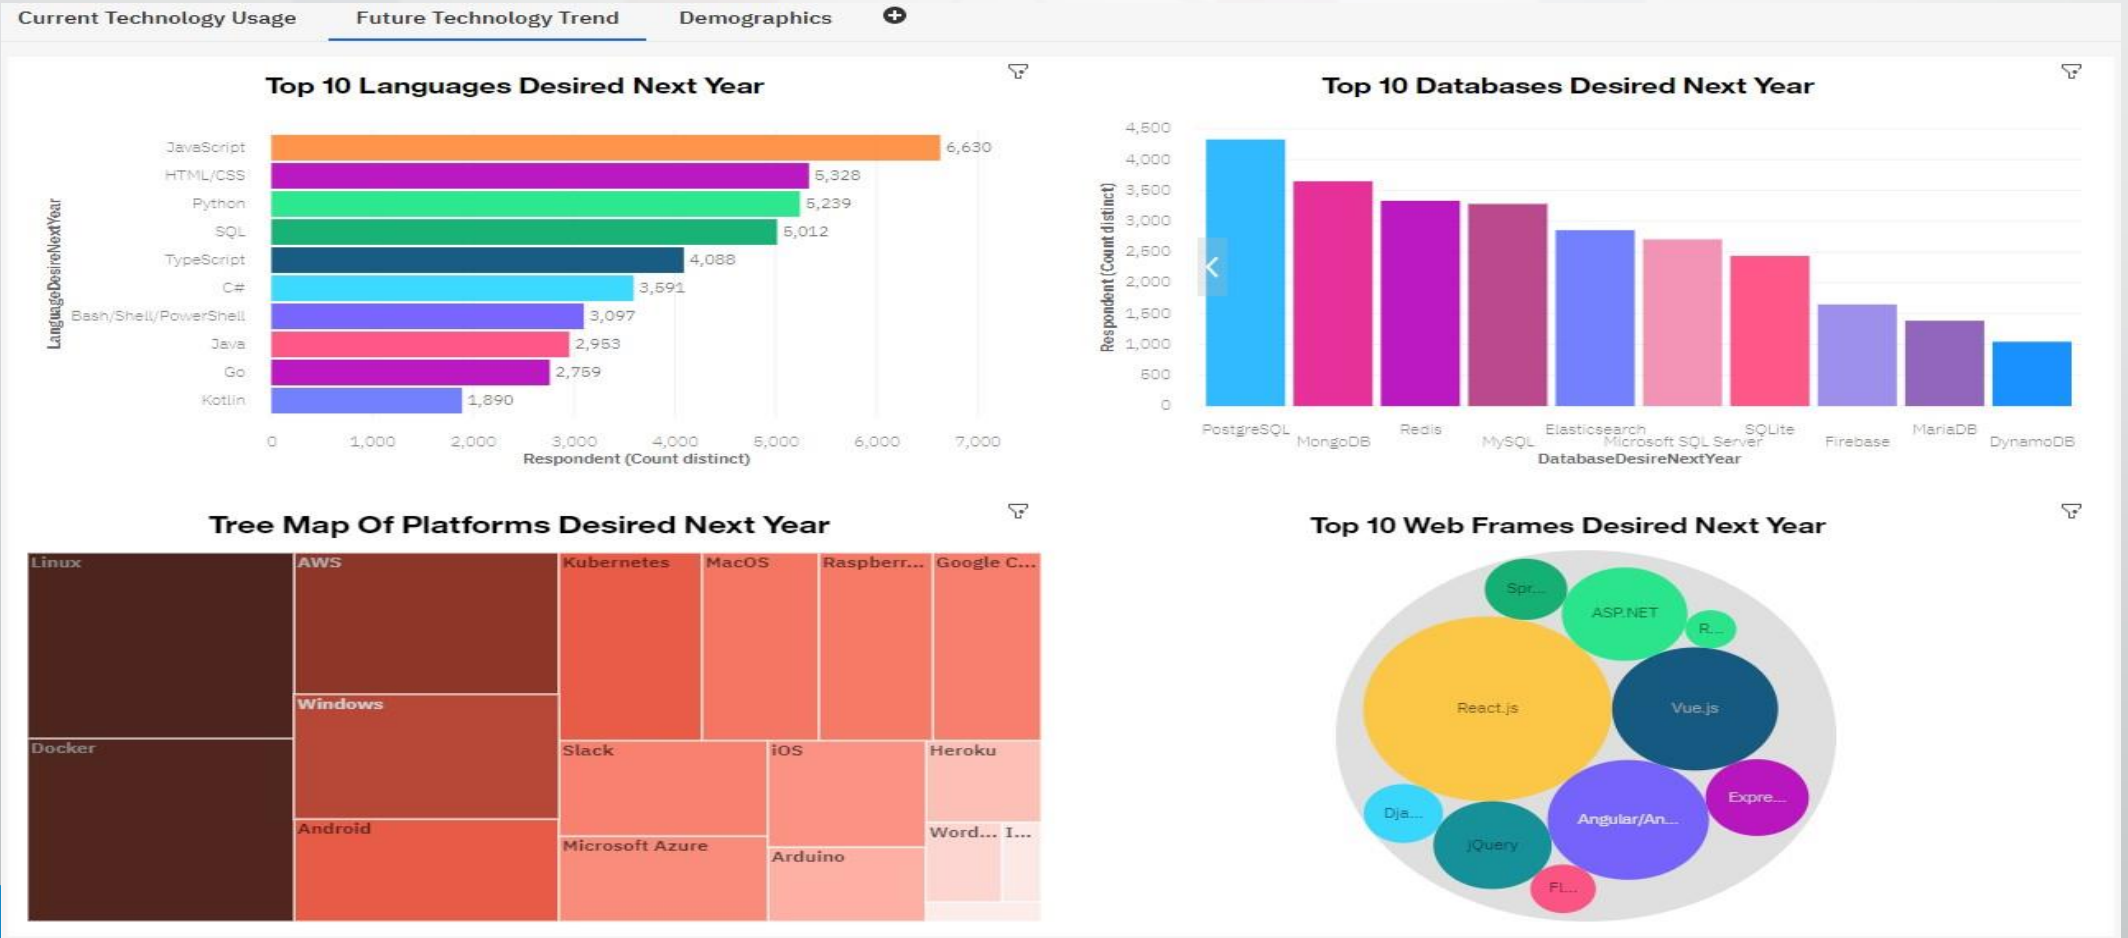 Current Technology Usage
Future Technology Trend
Demographics
Top 10 Languages Desired Next Year
LanguageDesireNextYear
JavaScript 6,630
HTML/CSS 5,328
Python 5,239
SQL 5,012
TypeScript 4,088
C# 3,591
Bash/Shell/PowerShell 3,097
Java 2,953
Go 2,759
Kotlin 1,890
0 1,000 2,000 3,000 4,000 5,000 6,000 7,000
Respondent (Count distinct)
Top 10 Databases Desired Next Year
Respondent (Count distinct)
4,500
4,000
3,500
3,000
2,500
2,000
1,500
1,000
500
0
PostgreSQL MongoDB Redis MySQL Elasticsearch Microsoft SQL Server SQLite Firebase MariaDB DynamoDB
DatabaseDesireNextYear
Tree Map Of Platforms Desired Next Year
Linux
Docker
AWS
Windows
Android
Kubernetes
MacOS
Raspberr...
Google C...
Slack
Microsoft Azure
iOS
Arduino
Heroku
Word...
I...
Top 10 Web Frames Desired Next Year
Spr...
ASP.NET
R...
React.js
Vue.js
Expre...
Dja...
jQuery
Angular/An...
Fl...